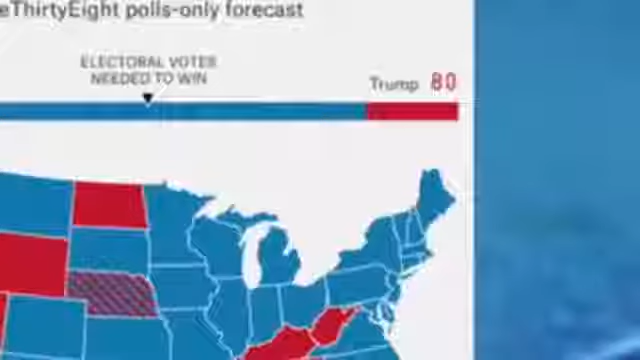 eThirtyEight polls-only forecast
ELECTORAL VOTES
NEEDED TO WIN
Trump 80